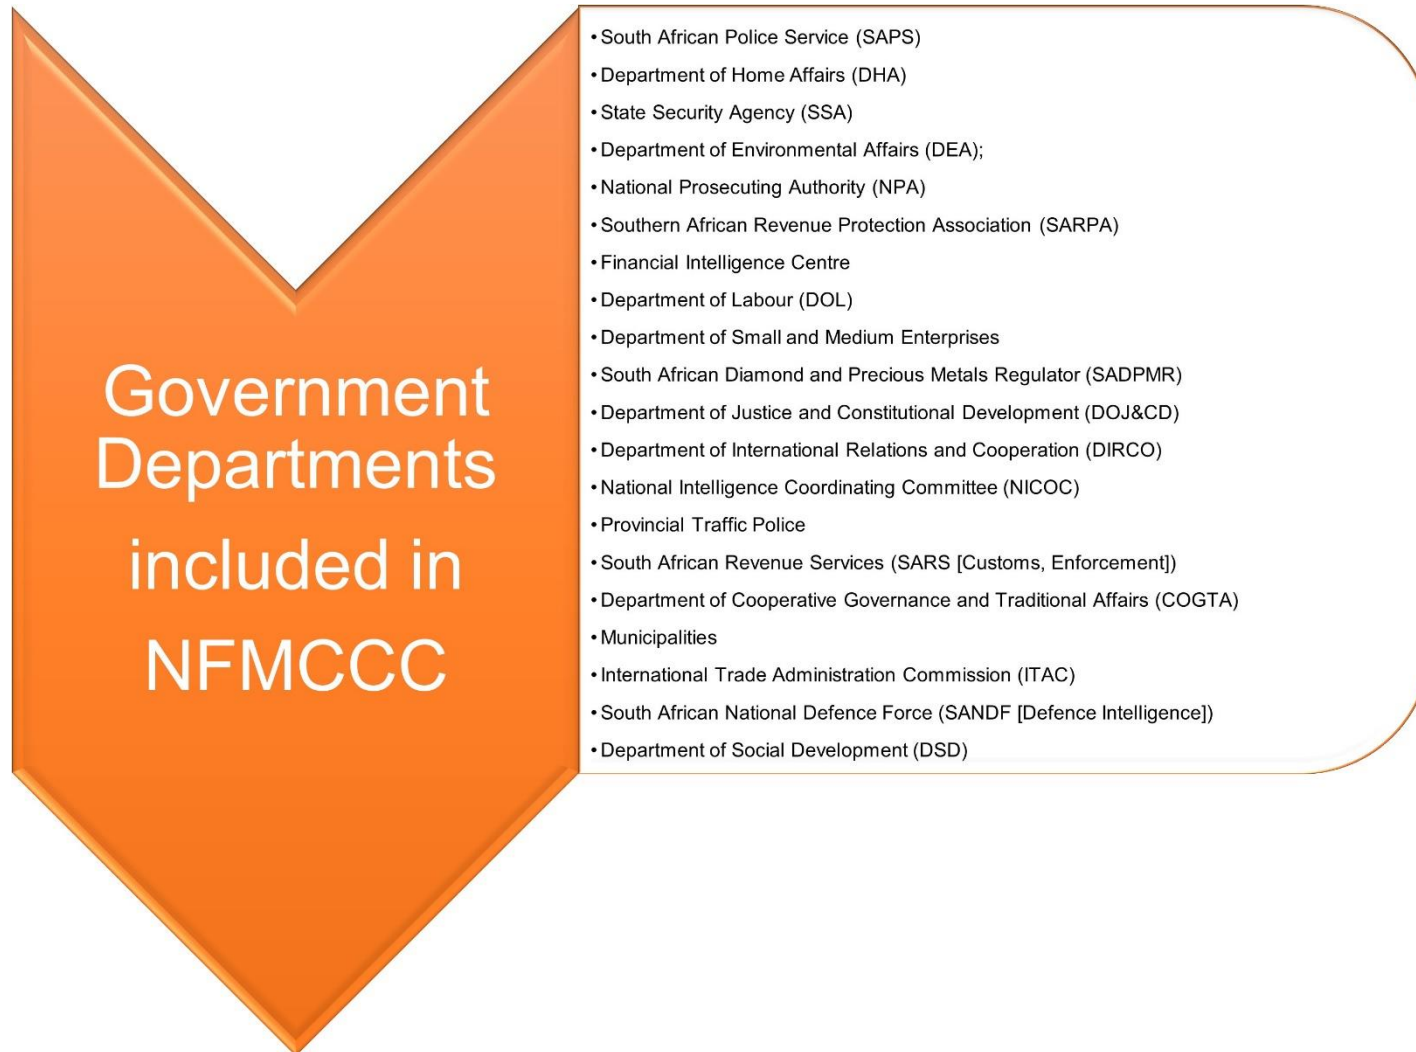 Government
Departments
included in
NFMCCC
•South African Police Service (SAPS)
•Department of Home Affairs (DHA)
•State Security Agency (SSA)
•Department of Environmental Affairs (DEA);
•National Prosecuting Authority (NPA)
•Southern African Revenue Protection Association (SARPA)
•Financial Intelligence Centre
•Department of Labour (DOL)
•Department of Small and Medium Enterprises
•South African Diamond and Precious Metals Regulator (SADPMR)
•Department of Justice and Constitutional Development (DOJ&CD)
•Department of International Relations and Cooperation (DIRCO)
•National Intelligence Coordinating Committee (NICOC)
•Provincial Traffic Police
•South African Revenue Services (SARS [Customs, Enforcement])
•Department of Cooperative Governance and Traditional Affairs (COGTA)
•Municipalities
•International Trade Administration Commission (ITAC)
•South African National Defence Force (SANDF [Defence Intelligence])
•Department of Social Development (DSD)